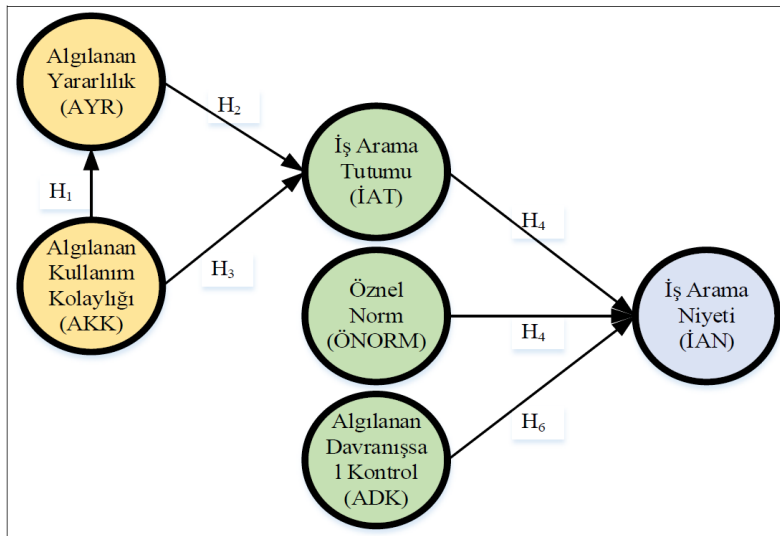 Algılanan
Yararlılık
(AYR)
H2
İş Arama
Tutumu
(İAT)
H1
Algılanan
Kullanım
Kolaylığı
(AKK)
H3
H4
Öznel
Norm
(ÖNORM)
H4
İş Arama
Niyeti
(İAN)
Algılanan
Davranışsa
l Kontrol
(ADK)
H6